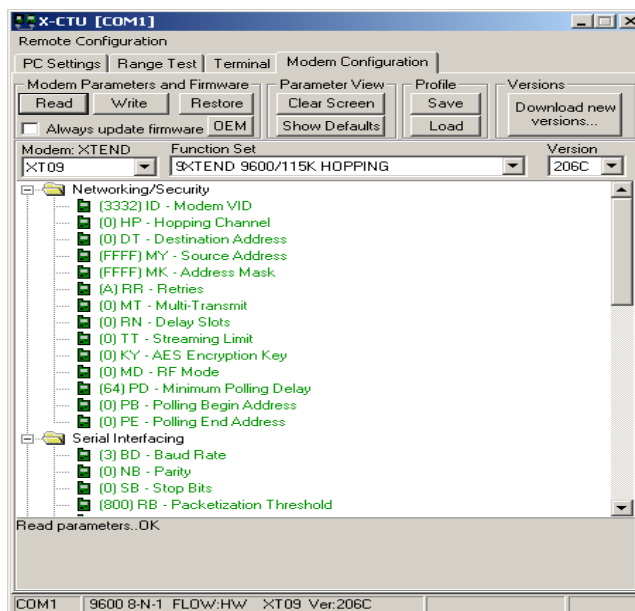 X-CTU [COM1]
Remote Configuration
PC Settings Range Test Terminal Modem Configuration
Modem Parameters and Firmware Parameter View Profile Versions
Read Write Restore Clear Screen Save Download new versions...
Always update firmware OEM Show Defaults Load
Modem: XTEND Function Set Version
XT09 9XTEND 9600/115K HOPPING 206C
Networking/Security
(3332) ID - Modem VID
(0) HP - Hopping Channel
(0) DT - Destination Address
(FFFF) MY - Source Address
(FFFF) MK - Address Mask
(A) RR - Retries
(0) MT - Multi-Transmit
(0) RN - Delay Slots
(0) TT - Streaming Limit
(0) KY - AES Encryption Key
(0) MD - RF Mode
(64) PD - Minimum Polling Delay
(0) PB - Polling Begin Address
(0) PE - Polling End Address
Serial Interfacing
(3) BD - Baud Rate
(0) NB - Parity
(0) SB - Stop Bits
(800) RB - Packetization Threshold
Read parameters..OK
COM1 9600 8-N-1 FLOW:HW XT09 Ver:206C